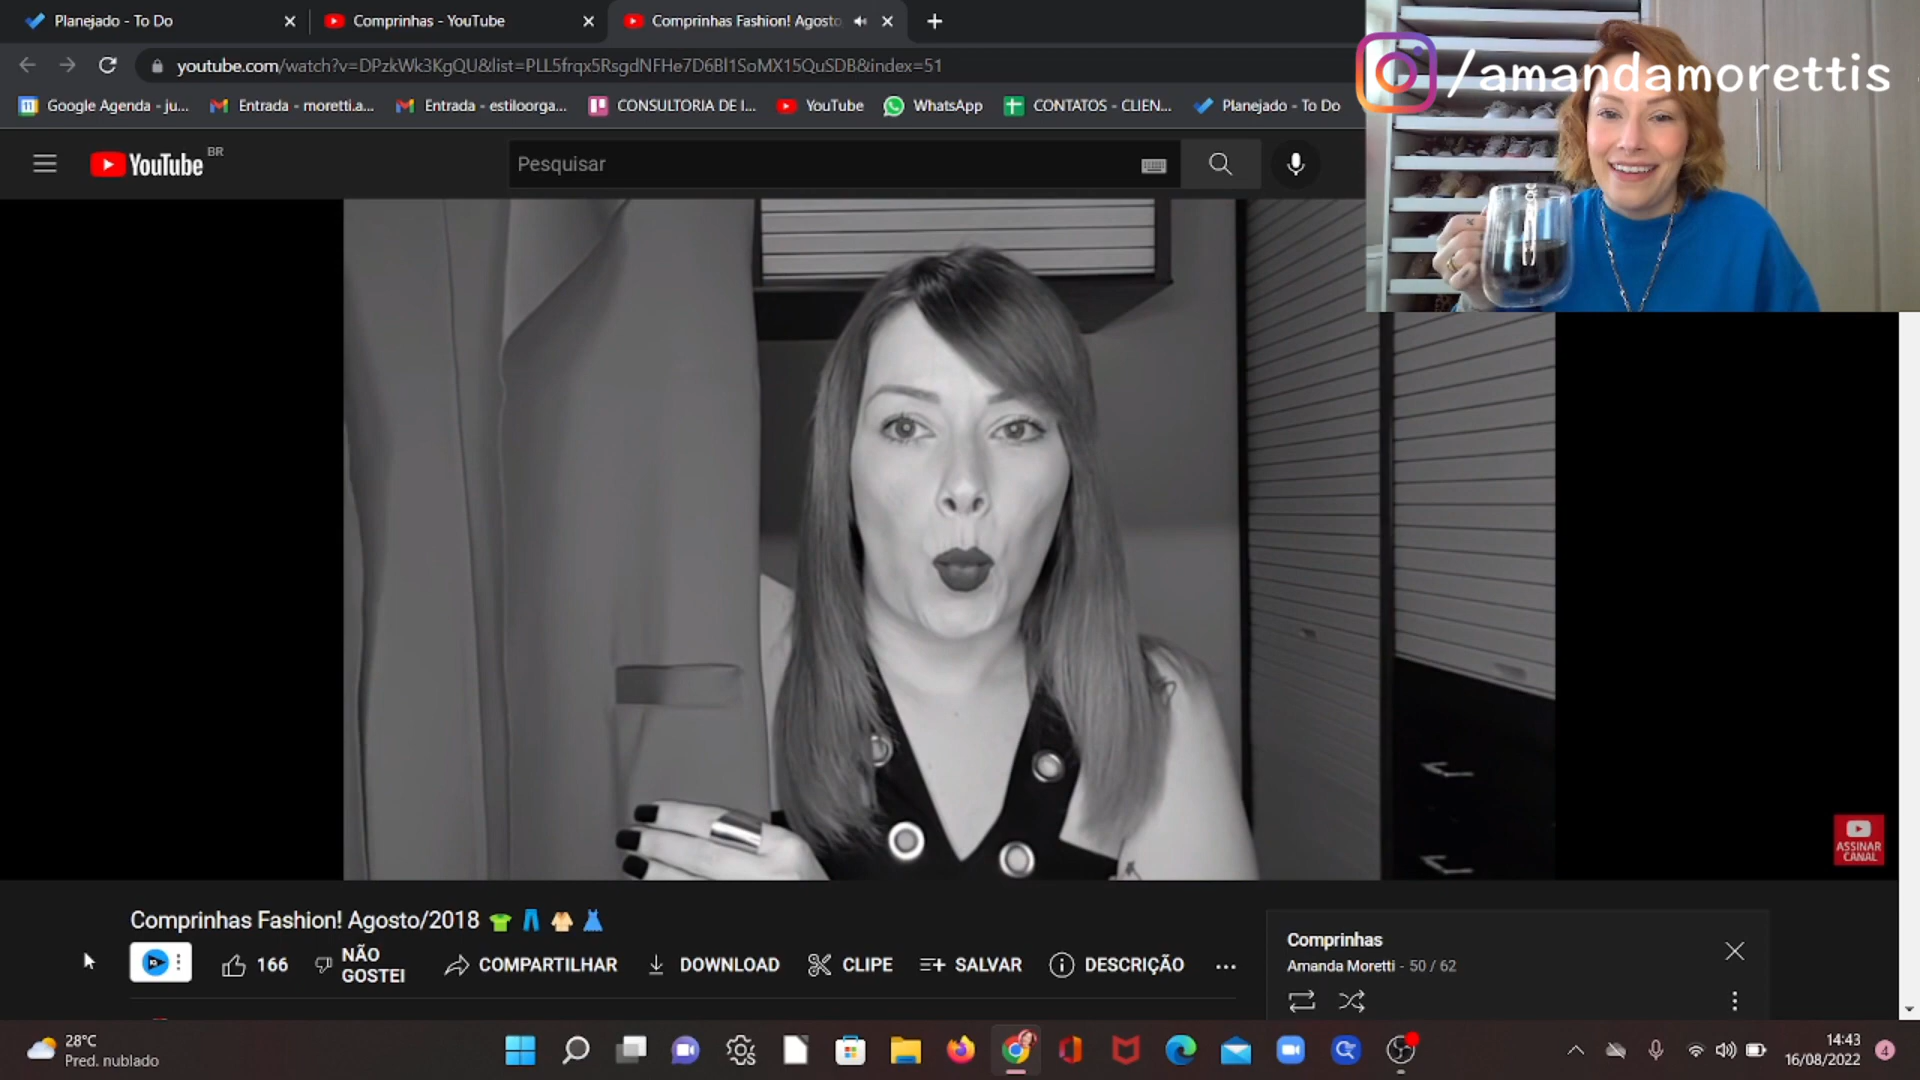 Planejado - To Do
Comprinhas - YouTube
Comprinhas Fashion! Agosto
youtube.com/watch?v=DPzkWk3KgQU&list=PLL5frqx5RsgdNFHe7D6Bl1SoMX15QuSDB&index=51
Google Agenda - ju...
Entrada - moretti.a...
Entrada - estiloorga...
CONSULTORIA DE I...
YouTube
WhatsApp
CONTATOS - CLIEN...
Planejado - To Do
/amandamorettis
YouTube BR
Pesquisar
ASSINAR
CANAL
Comprinhas Fashion! Agosto/2018
166
NÃO
GOSTEI
COMPARTILHAR
DOWNLOAD
CLIPE
SALVAR
DESCRIÇÃO
Comprinhas
Amanda Moretti - 50 / 62
28°C
Pred. nublado
14:43
16/08/2022
4